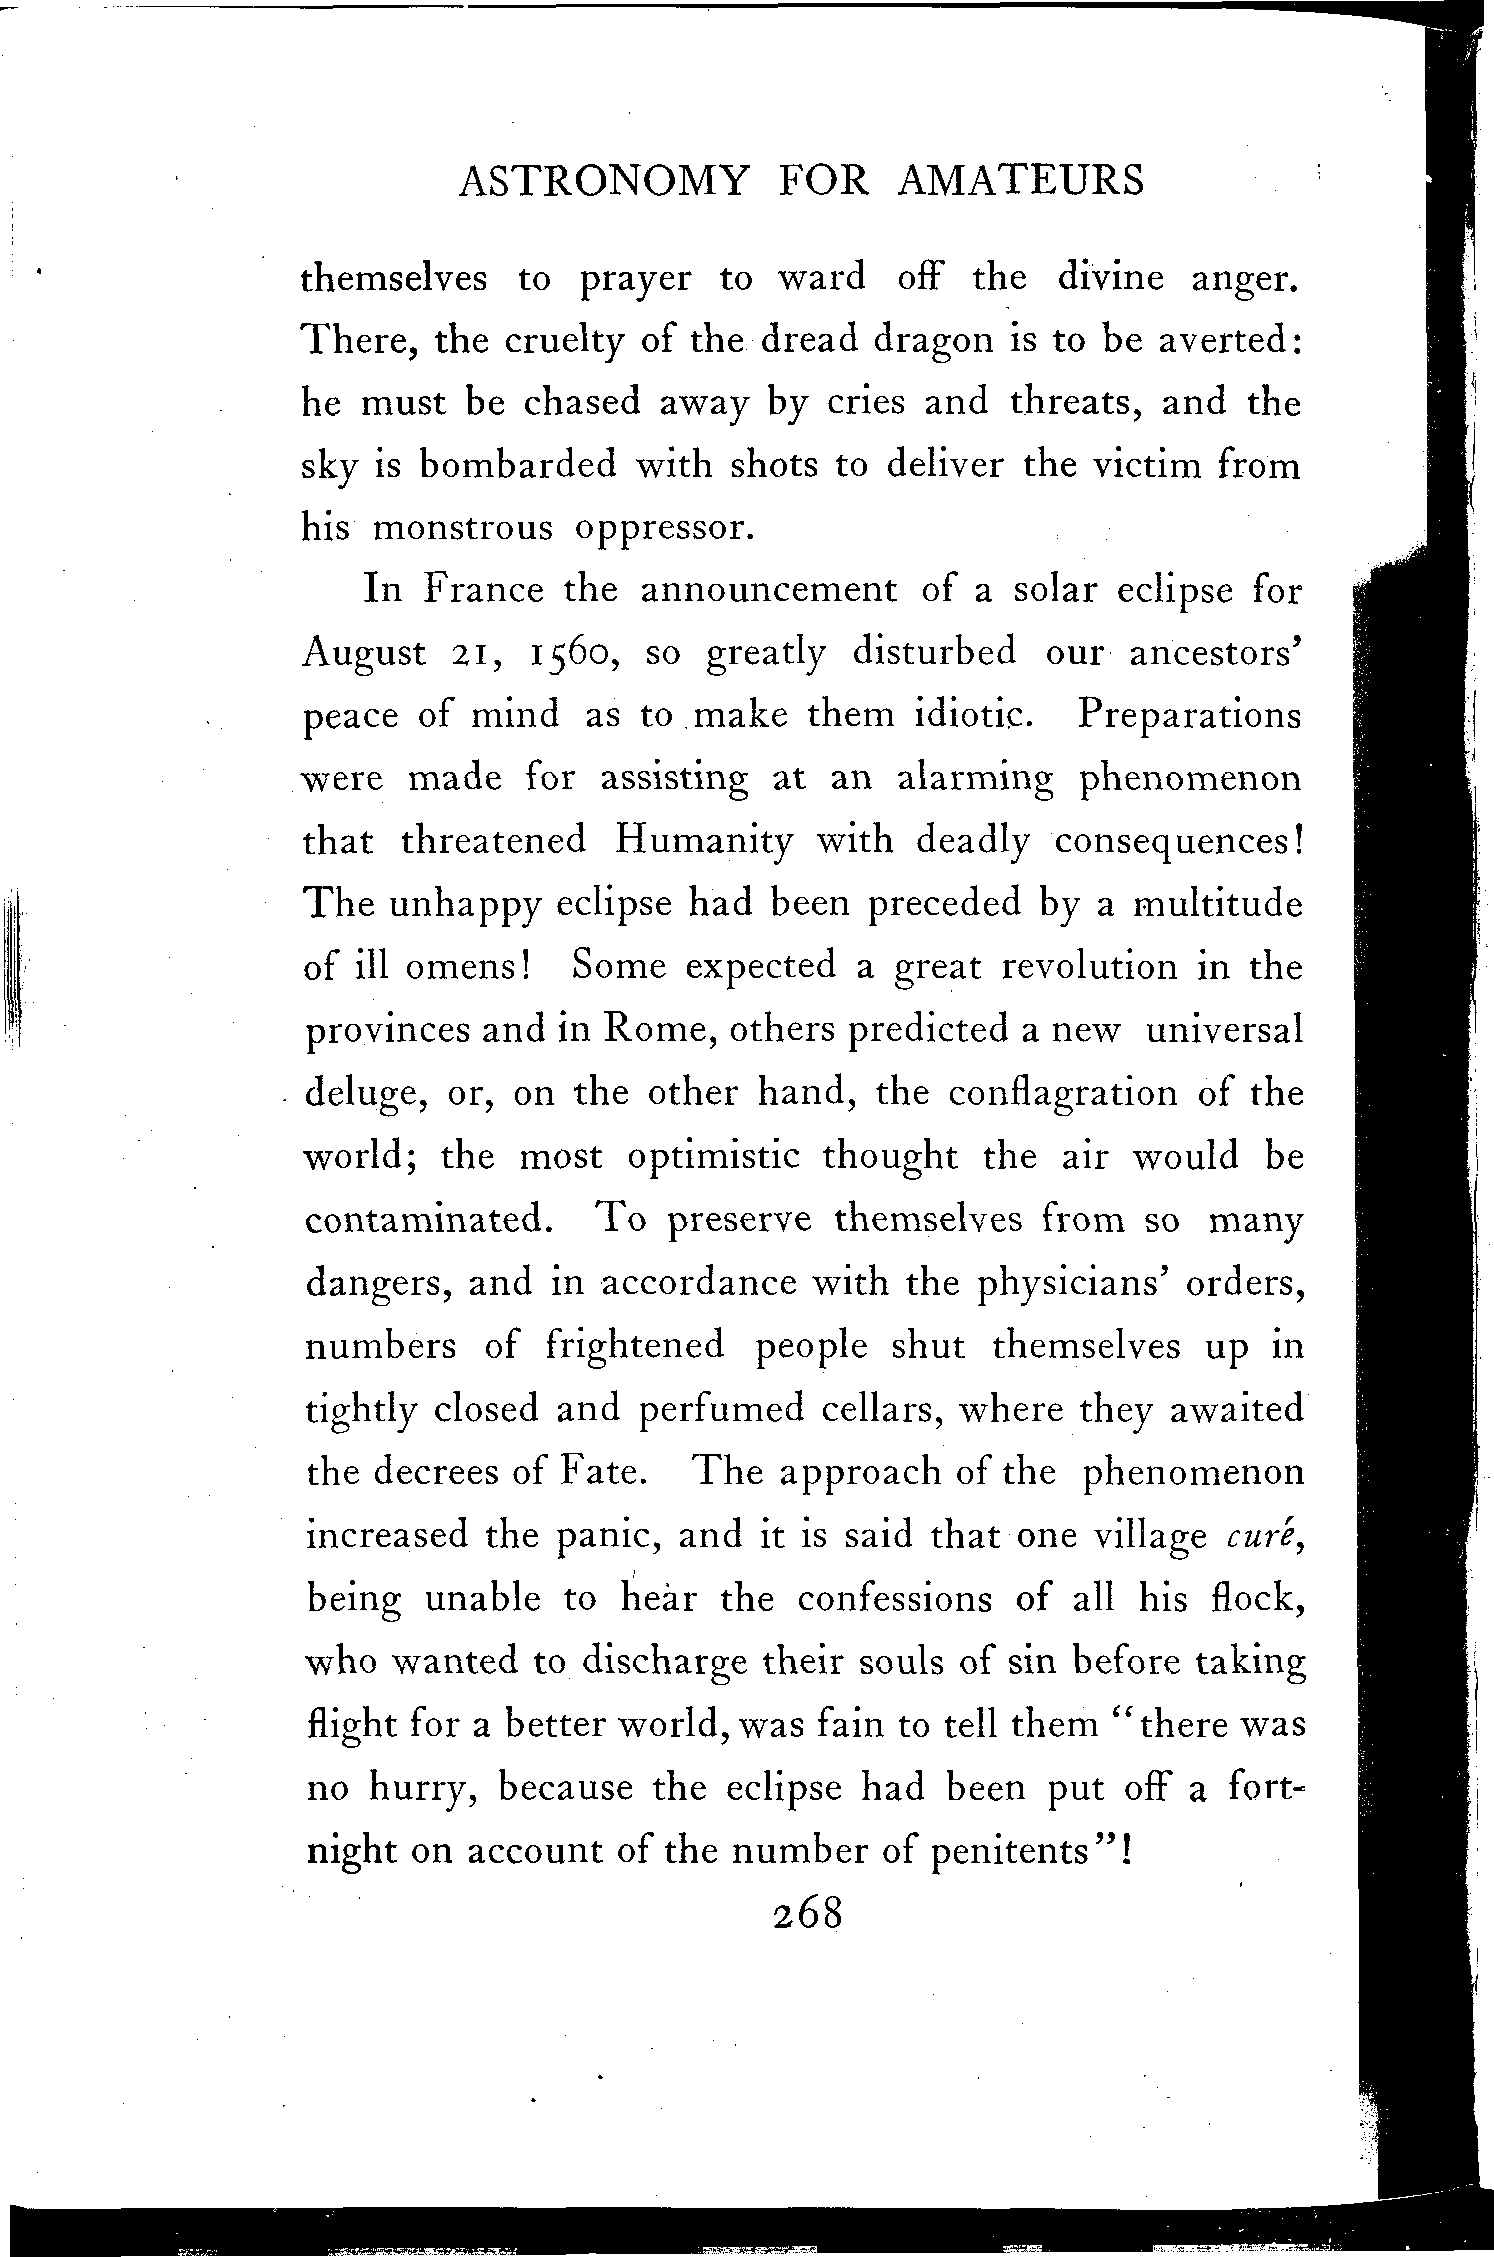 ASTRONOMY FOR AMATEURS
themselves to prayer to ward off the divine anger.
There, the cruelty of the dread dragon is to be averted:
he must be chased away by cries and threats, and the
sky is bombarded with shots to deliver the victim from
his monstrous oppressor.
In France the announcement of a solar eclipse for
August 21, 1560, so greatly disturbed our ancestors'
peace of mind as to make them idiotic. Preparations
were made for assisting at an alarming phenomenon
that threatened Humanity with deadly consequences!
The unhappy eclipse had been preceded by a multitude
of ill omens! Some expected a great revolution in the
provinces and in Rome, others predicted a new universal
deluge, or, on the other hand, the conflagration of the
world; the most optimistic thought the air would be
contaminated. To preserve themselves from so many
dangers, and in accordance with the physicians' orders,
numbers of frightened people shut themselves up in
tightly closed and perfumed cellars, where they awaited
the decrees of Fate. The approach of the phenomenon
increased the panic, and it is said that one village curé,
being unable to hear the confessions of all his flock,
who wanted to discharge their souls of sin before taking
flight for a better world, was fain to tell them "there was
no hurry, because the eclipse had been put off a fort-
night on account of the number of penitents"!
268